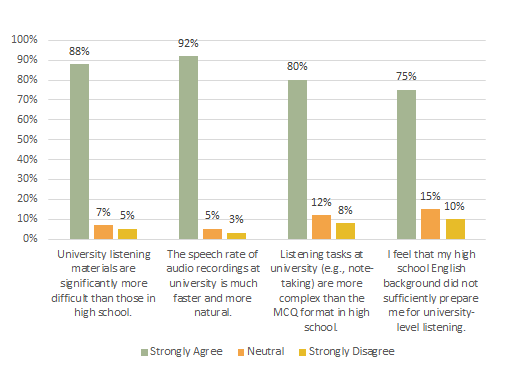 100%
90%
80%
70%
60%
50%
40%
30%
20%
10%
0%
88%
7%
5%
92%
5%
3%
80%
12%
8%
75%
15%
10%
University listening
materials are
significantly more
difficult than those in
high school.
The speech rate of
audio recordings at
university is much
faster and more
natural.
Listening tasks at
university (e.g., note-
taking) are more
complex than the
MCQ format in high
school.
I feel that my high
school English
background did not
sufficiently prepare
me for university-
level listening.
Strongly Agree Neutral Strongly Disagree